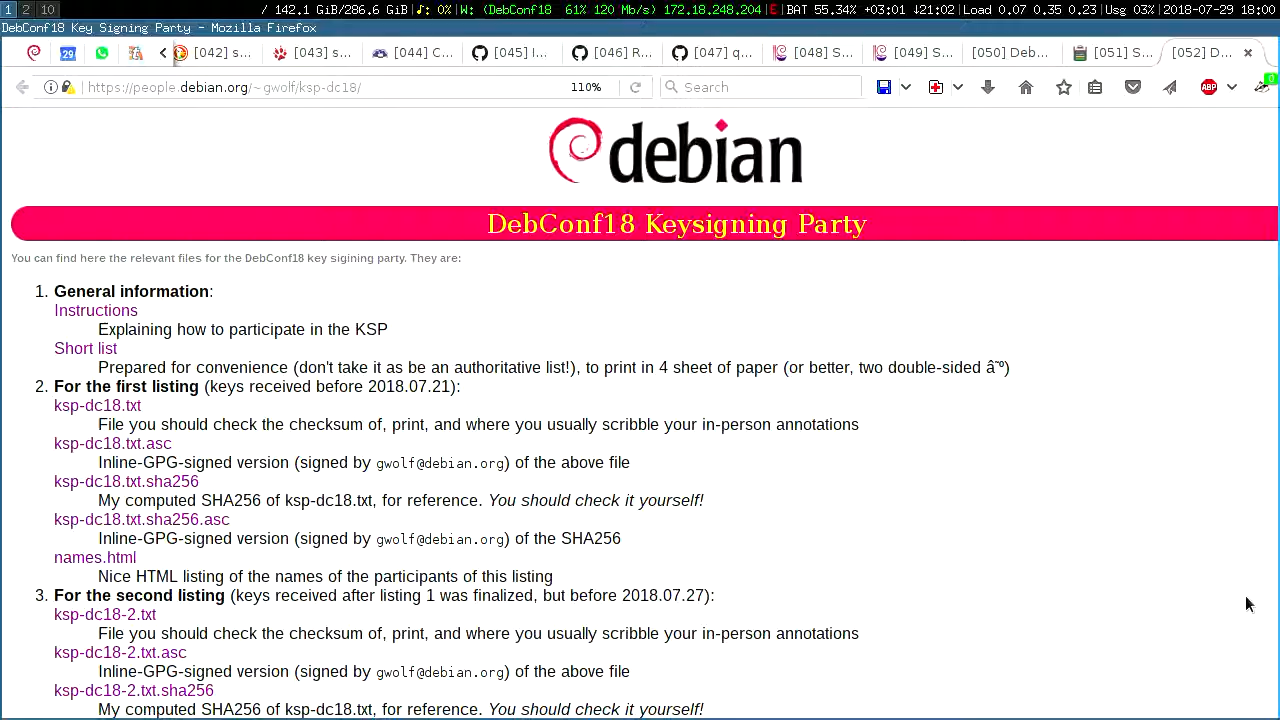 1 2 10 / 142.1 GiB/286.6 GiB|♪: 0%|W: (DebConf18 61% 120 Mb/s) 172.18.248.204|E|BAT 55.34% +03:01 +21:02|Load 0.07 0.35 0.23|Usg 03%|2018-07-29 18:00
DebConf18 Key Signing Party - Mozilla Firefox
29 [042] s... [043] s... [044] C... [045] I... [046] R... [047] q... [048] S... [049] S... [050] Deb... [051] S... [052] D...
https://people.debian.org/~gwolf/ksp-dc18/ 110% Search ABP 0
debian
DebConf18 Keysigning Party
You can find here the relevant files for the DebConf18 key sigining party. They are:
1. General information:
Instructions
Explaining how to participate in the KSP
Short list
Prepared for convenience (don't take it as be an authoritative list!), to print in 4 sheet of paper (or better, two double-sided â˜º)
2. For the first listing (keys received before 2018.07.21):
ksp-dc18.txt
File you should check the checksum of, print, and where you usually scribble your in-person annotations
ksp-dc18.txt.asc
Inline-GPG-signed version (signed by gwolf@debian.org) of the above file
ksp-dc18.txt.sha256
My computed SHA256 of ksp-dc18.txt, for reference. You should check it yourself!
ksp-dc18.txt.sha256.asc
Inline-GPG-signed version (signed by gwolf@debian.org) of the SHA256
names.html
Nice HTML listing of the names of the participants of this listing
3. For the second listing (keys received after listing 1 was finalized, but before 2018.07.27):
ksp-dc18-2.txt
File you should check the checksum of, print, and where you usually scribble your in-person annotations
ksp-dc18-2.txt.asc
Inline-GPG-signed version (signed by gwolf@debian.org) of the above file
ksp-dc18-2.txt.sha256
My computed SHA256 of ksp-dc18.txt, for reference. You should check it yourself!